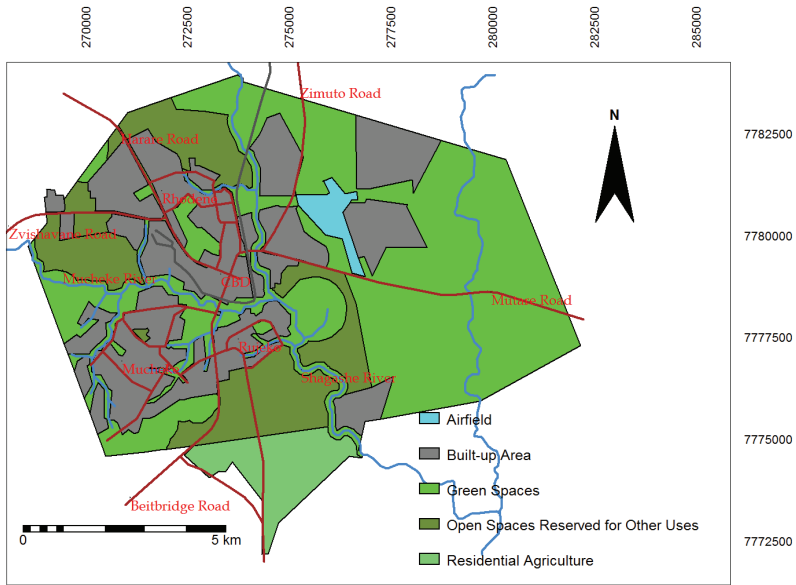 270000
272500
275000
277500
280000
282500
285000
Zimuto Road
N
Harare Road
7782500
Rhodene
Zvishavane Road
7780000
Mucheke River
CBD
Mutare Road
7777500
Rujeko
Mucheke
Shagashe River
Airfield
7775000
Built-up Area
Green Spaces
Beitbridge Road
Open Spaces Reserved for Other Uses
7772500
0
5 km
Residential Agriculture